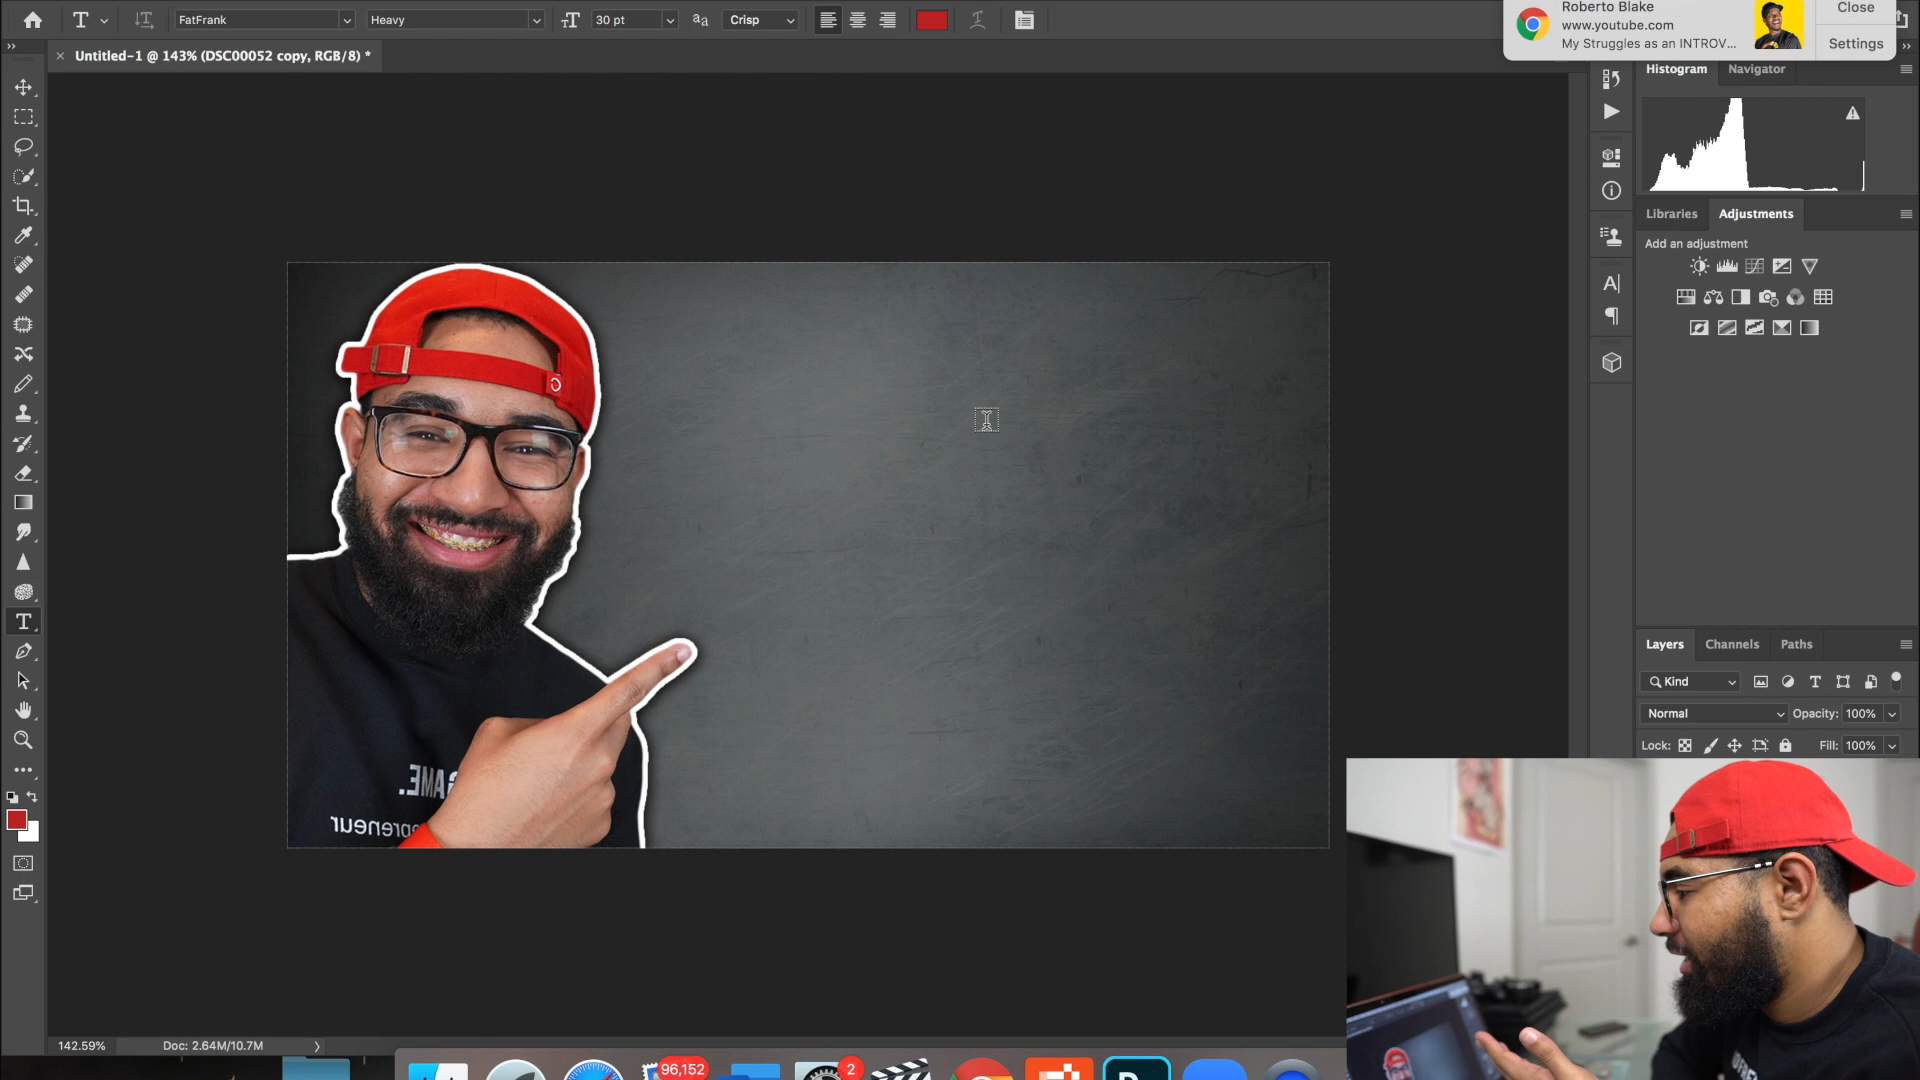 FatFrank
Heavy
30 pt
Crisp
Roberto Blake
www.youtube.com
My Struggles as an INTROV...
Close
Settings
Untitled-1 @ 143% (DSC00052 copy, RGB/8) *
Histogram
Navigator
Libraries
Adjustments
Add an adjustment
Layers
Channels
Paths
Kind
Normal
Opacity: 100%
Lock:
Fill: 100%
142.59%
Doc: 2.64M/10.7M
96,152
2